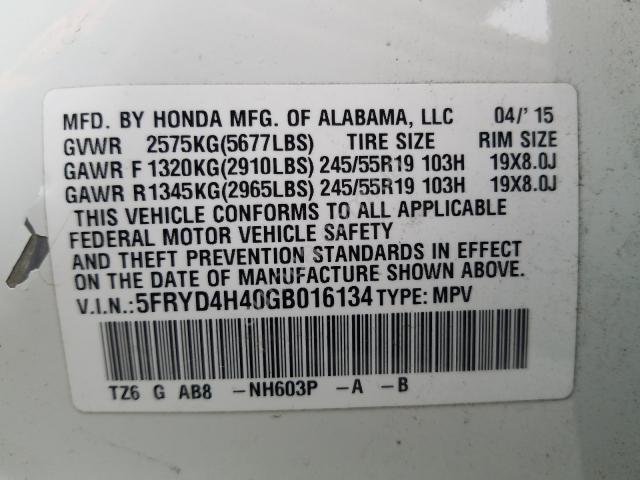 MFD. BY HONDA MFG. OF ALABAMA, LLC 04/'15
GVWR 2575KG(5677LBS) TIRE SIZE RIM SIZE
GAWR F 1320KG(2910LBS) 245/55R19 103H 19X8.0J
GAWR R 1345KG(2965LBS) 245/55R19 103H 19X8.0J
THIS VEHICLE CONFORMS TO ALL APPLICABLE
FEDERAL MOTOR VEHICLE SAFETY
AND THEFT PREVENTION STANDARDS IN EFFECT
ON THE DATE OF MANUFACTURE SHOWN ABOVE.
V.I.N.:5FRYD4H40GB016134 TYPE: MPV
TZ6 G AB8 -NH603P -A -B